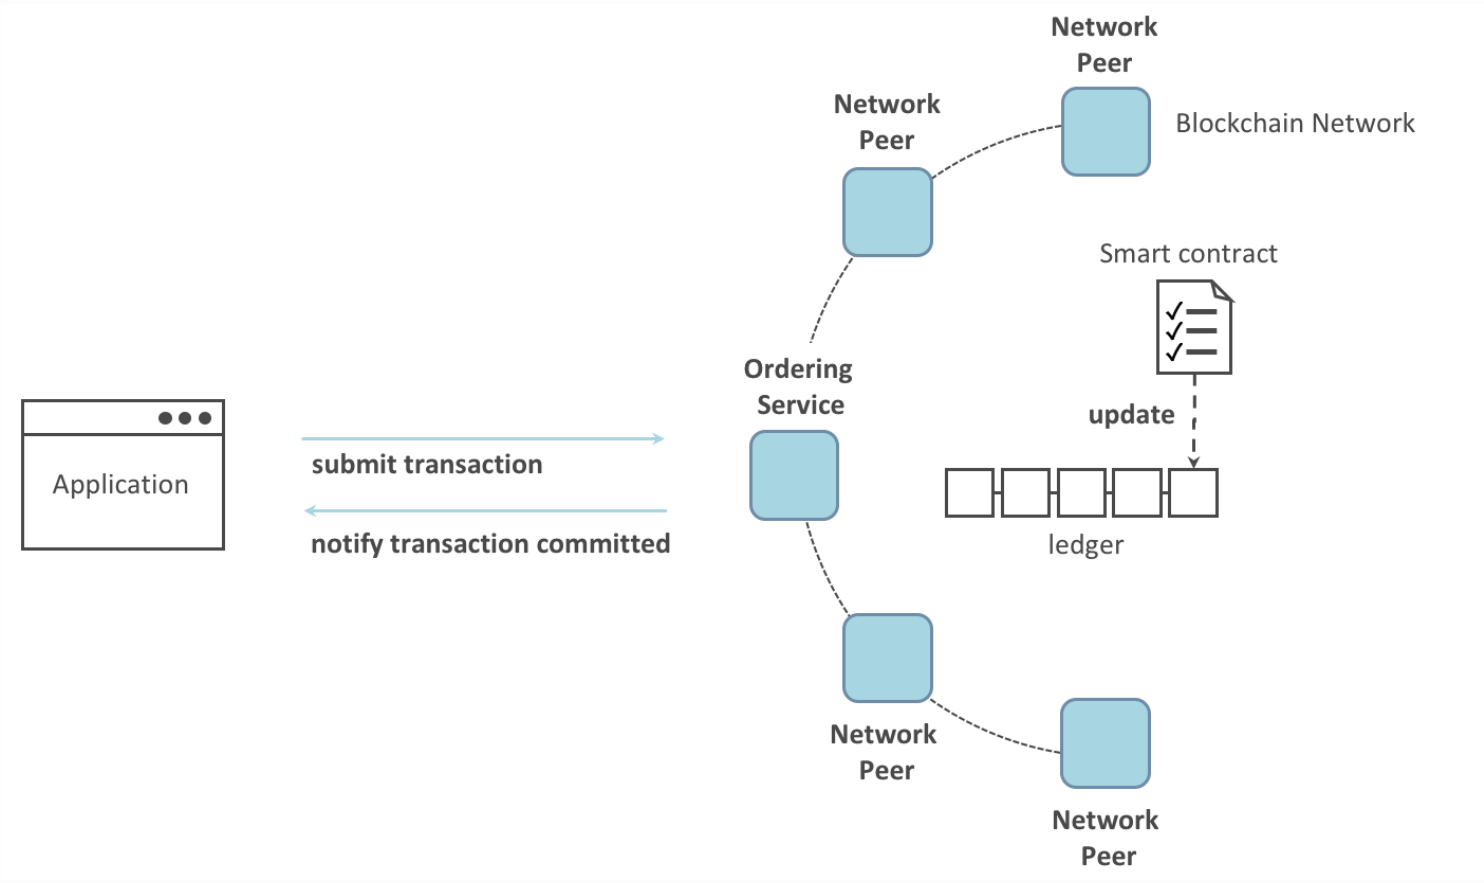 Network
Peer
Network
Peer
Blockchain Network
Smart contract
Ordering
Service
update
Application
submit transaction
notify transaction committed
ledger
Network
Peer
Network
Peer